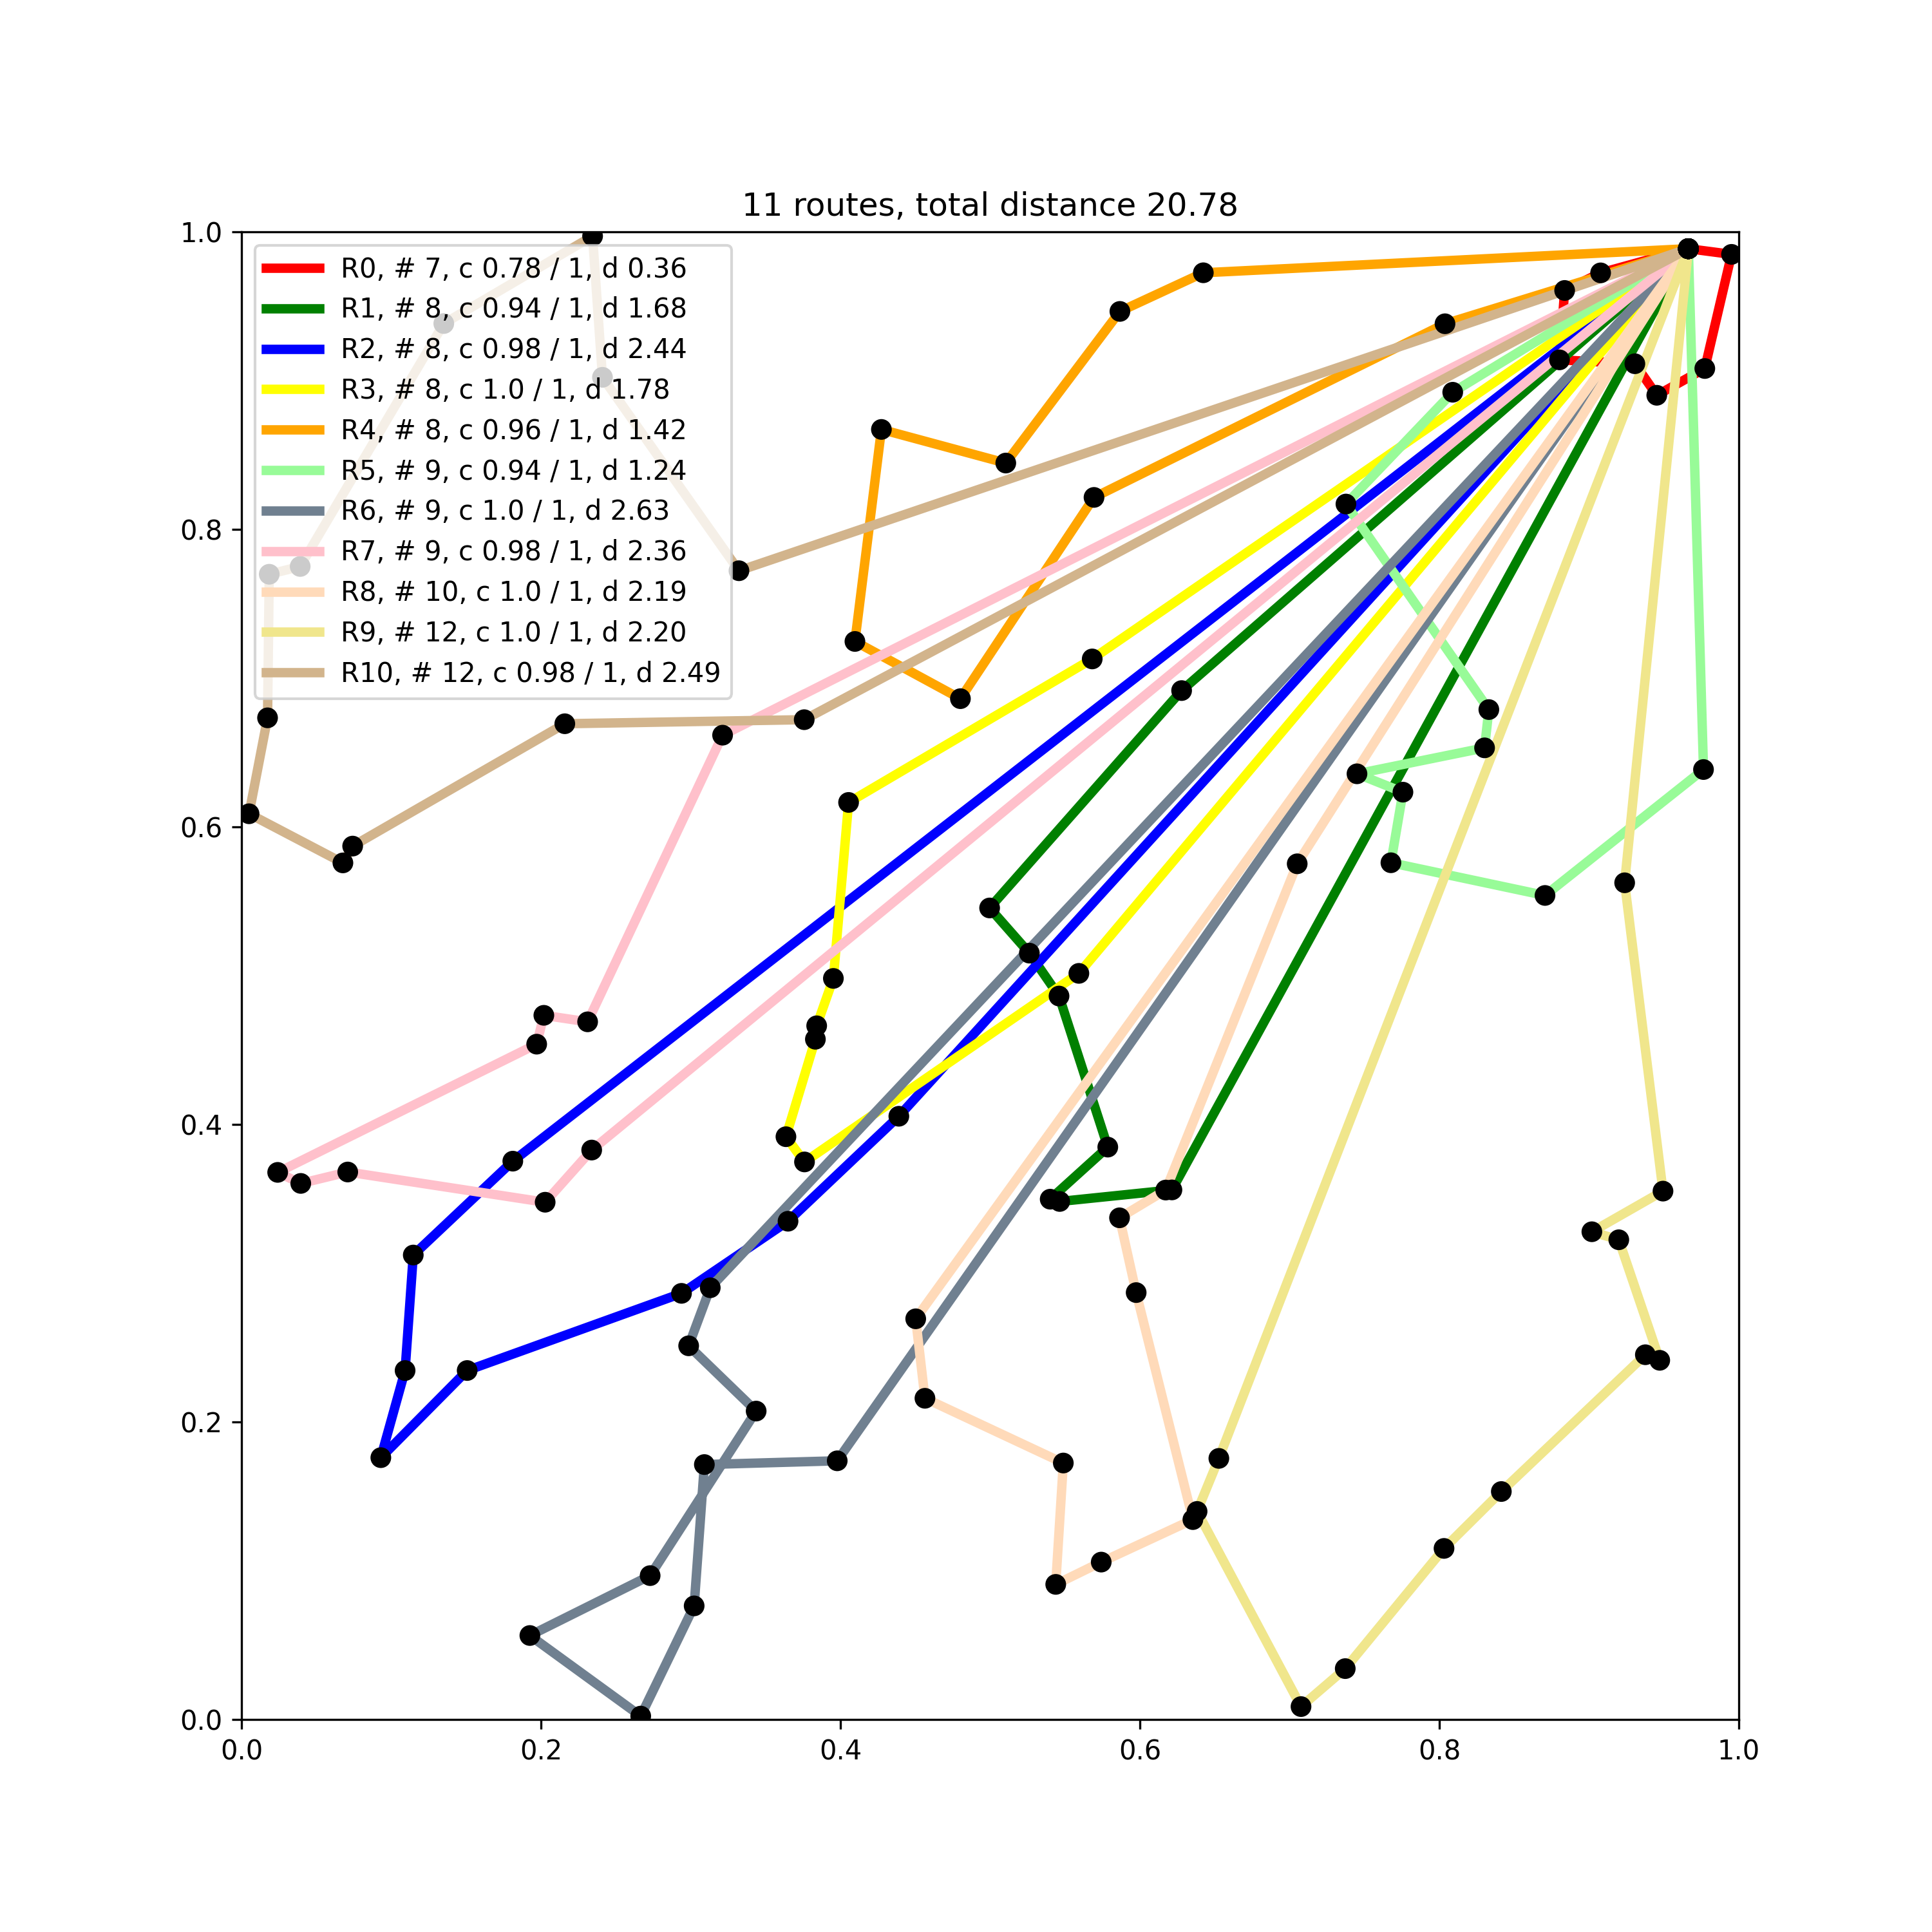 11 routes, total distance 20.78
1.0
R0, # 7, c 0.78 / 1, d 0.36
R1, # 8, c 0.94 / 1, d 1.68
R2, # 8, c 0.98 / 1, d 2.44
R3, # 8, c 1.0 / 1, d 1.78
R4, # 8, c 0.96 / 1, d 1.42
R5, # 9, c 0.94 / 1, d 1.24
R6, # 9, c 1.0 / 1, d 2.63
R7, # 9, c 0.98 / 1, d 2.36
R8, # 10, c 1.0 / 1, d 2.19
R9, # 12, c 1.0 / 1, d 2.20
R10, # 12, c 0.98 / 1, d 2.49
0.8
0.6
0.4
0.2
0.0
0.0 0.2 0.4 0.6 0.8 1.0